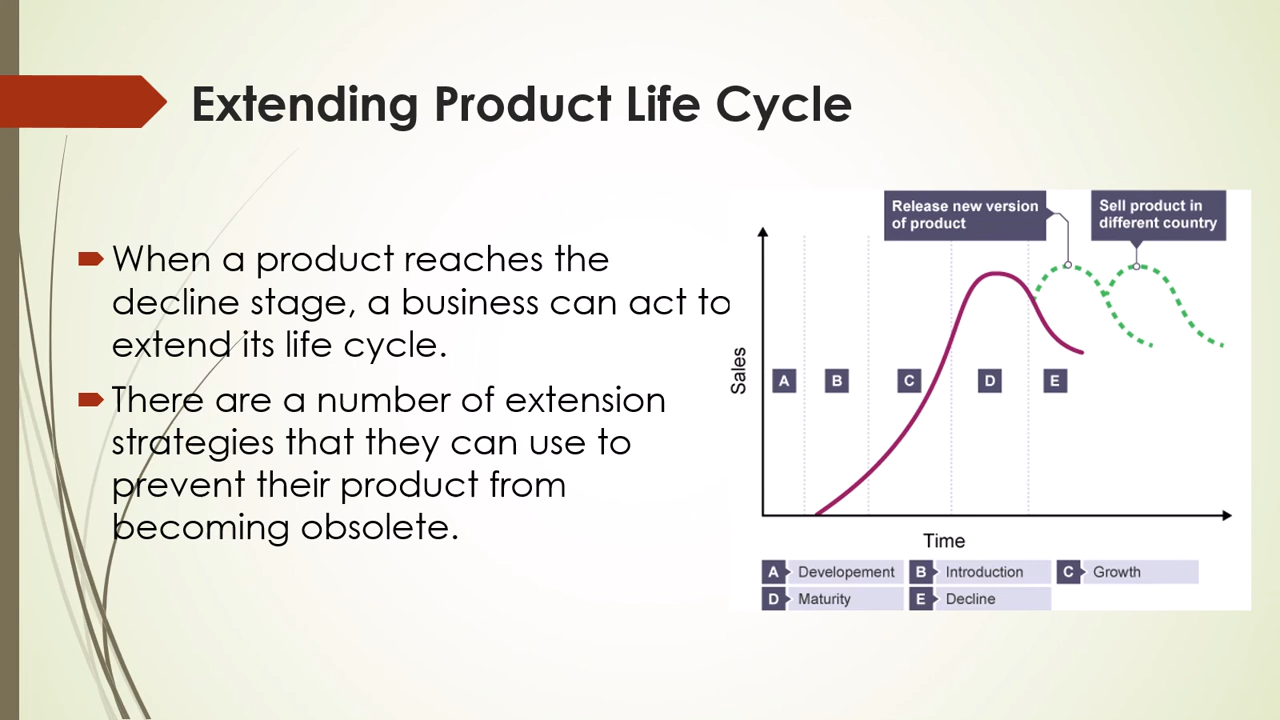 Extending Product Life Cycle
When a product reaches the
decline stage, a business can act to
extend its life cycle.
There are a number of extension
strategies that they can use to
prevent their product from
becoming obsolete.
Release new version
of product
Sell product in
different country
Sales
A B C D E
Time
A Developement B Introduction C Growth
D Maturity E Decline